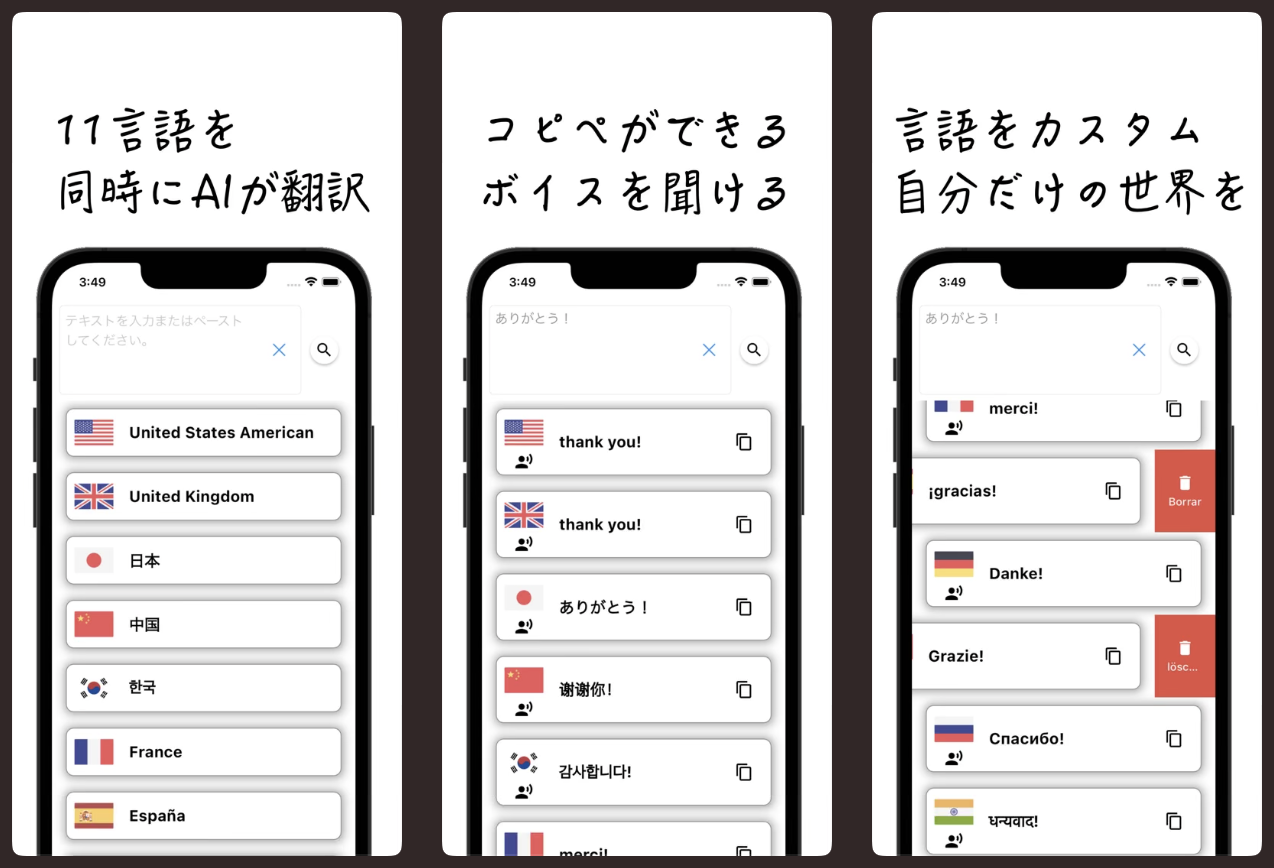 11言語を
同時にAIが翻訳
3:49
テキストを入力またはペースト
してください。
United States American
United Kingdom
日本
中国
한국
France
España
コピペができる
ボイスを聞ける
3:49
ありがとう！
thank you!
thank you!
ありがとう！
谢谢你！
감사합니다!
merci!
言語をカスタム
自分だけの世界を
3:49
ありがとう！
merci!
¡gracias!
Borrar
Danke!
Grazie!
lösc...
Спасибо!
धन्यवाद!